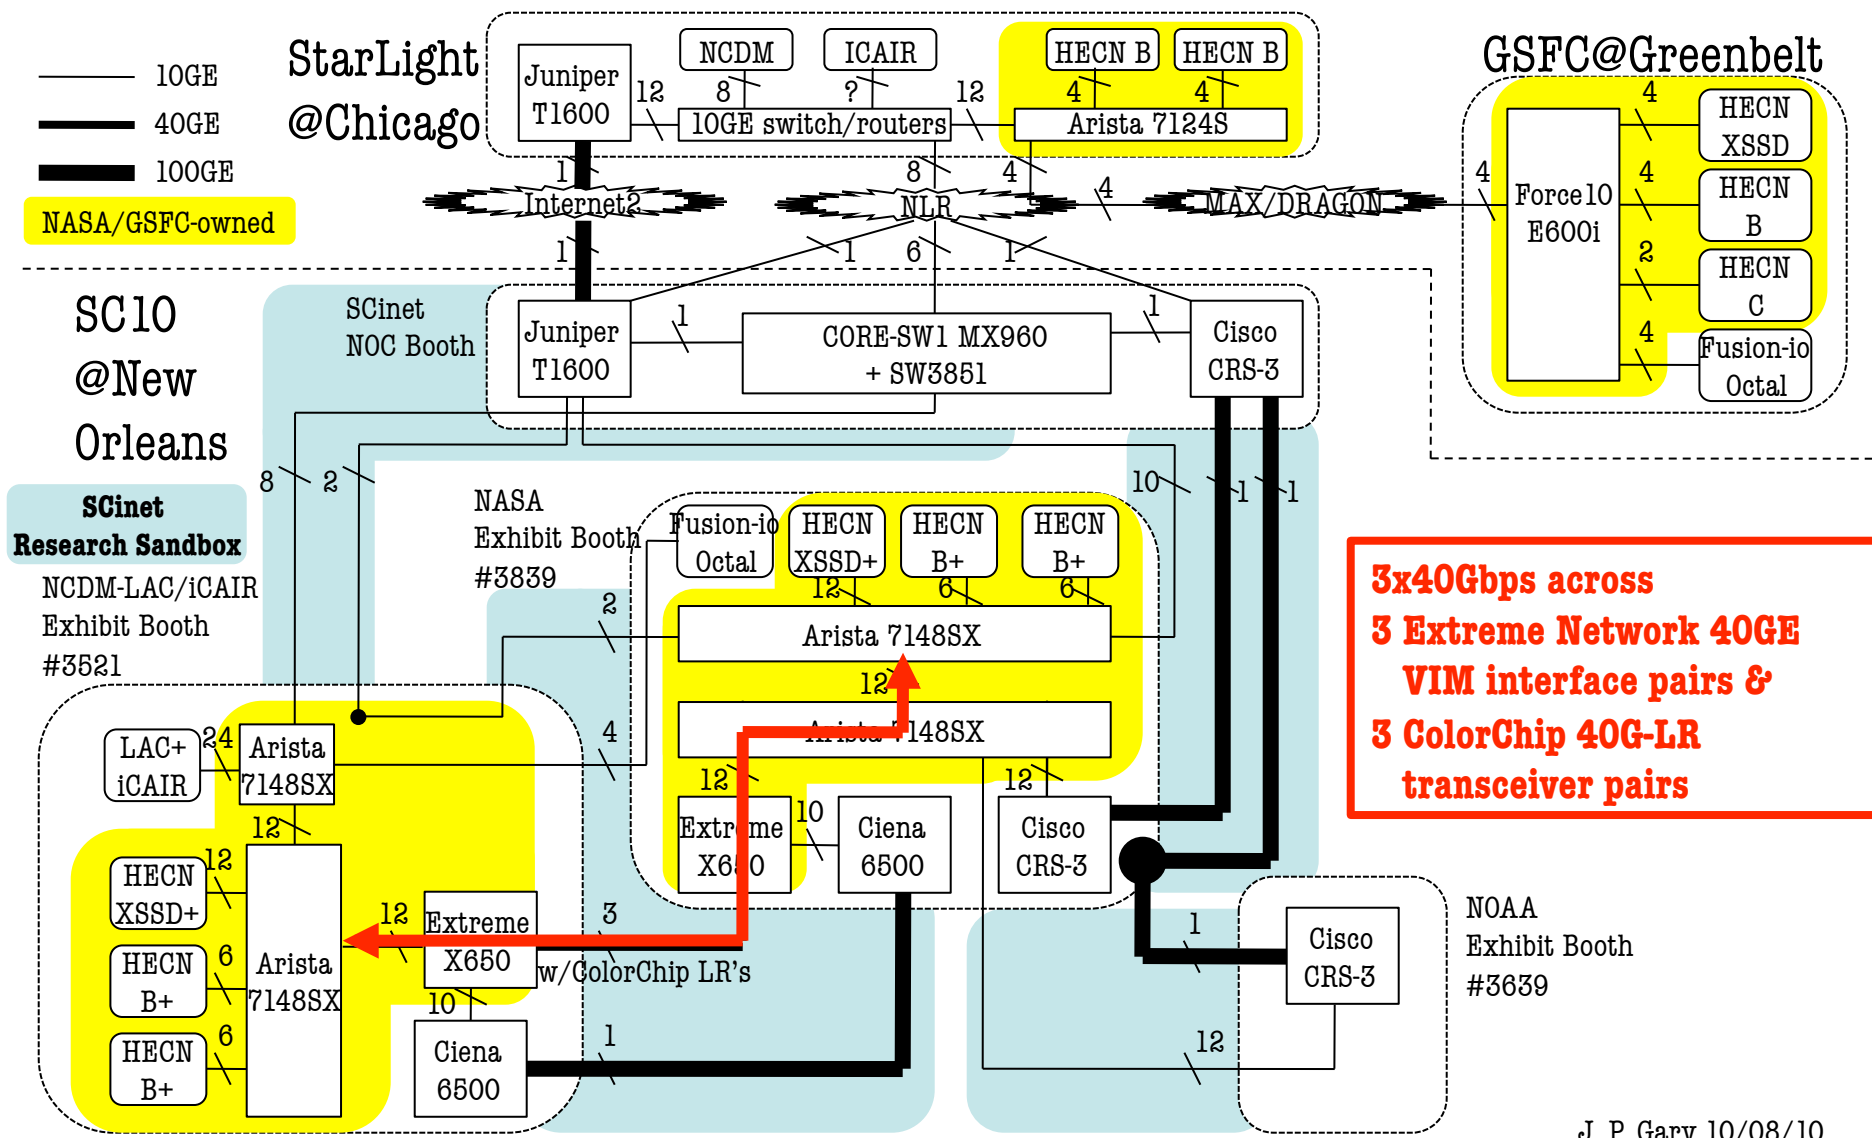 StarLight
@Chicago
10GE
40GE
100GE
NASA/GSFC-owned
Juniper
T1600
NCDM
ICAIR
HECN B
HECN B
12
8
?
12
4
4
10GE switch/routers
Arista 7124S
1
8
4
Internet2
NLR
4
MAX/DRAGON
4
1
1
6
1
GSFC@Greenbelt
Force10
E600i
4
HECN
XSSD
4
HECN
B
2
HECN
C
4
Fusion-io
Octal
SC10
@New
Orleans
SCinet
NOC Booth
Juniper
T1600
1
CORE-SW1 MX960
+ SW3851
1
Cisco
CRS-3
8
2
10
1
1
SCinet
Research Sandbox
NCDM-LAC/iCAIR
Exhibit Booth
#3521
NASA
Exhibit Booth
#3839
Fusion-io
Octal
HECN
XSSD+
HECN
B+
HECN
B+
12
6
6
2
Arista 7148SX
12
4
Arista 7148SX
12
12
Extreme
X650
10
Ciena
6500
Cisco
CRS-3
3x40Gbps across
3 Extreme Network 40GE
VIM interface pairs &
3 ColorChip 40G-LR
transceiver pairs
LAC+
iCAIR
24
Arista
7148SX
12
HECN
XSSD+
12
HECN
B+
6
HECN
B+
6
Arista
7148SX
12
Extreme
X650
3
w/ColorChip LR's
10
Ciena
6500
1
1
12
Cisco
CRS-3
NOAA
Exhibit Booth
#3639
J. P. Gary 10/08/10